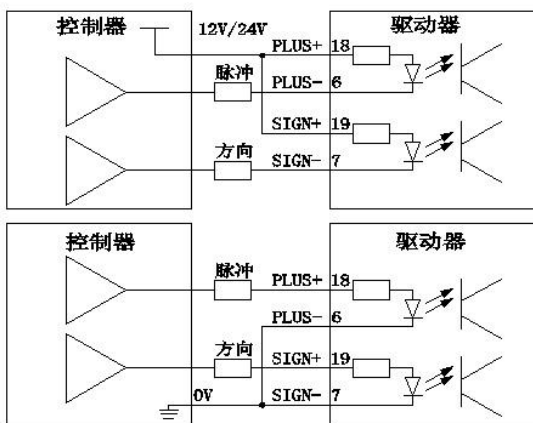 控制器 12V/24V 驱动器
PLUS+ 18
脉冲 PLUS- 6
SIGN+ 19
方向 SIGN- 7
控制器 驱动器
脉冲 PLUS+ 18
PLUS- 6
方向 SIGN+ 19
0V SIGN- 7